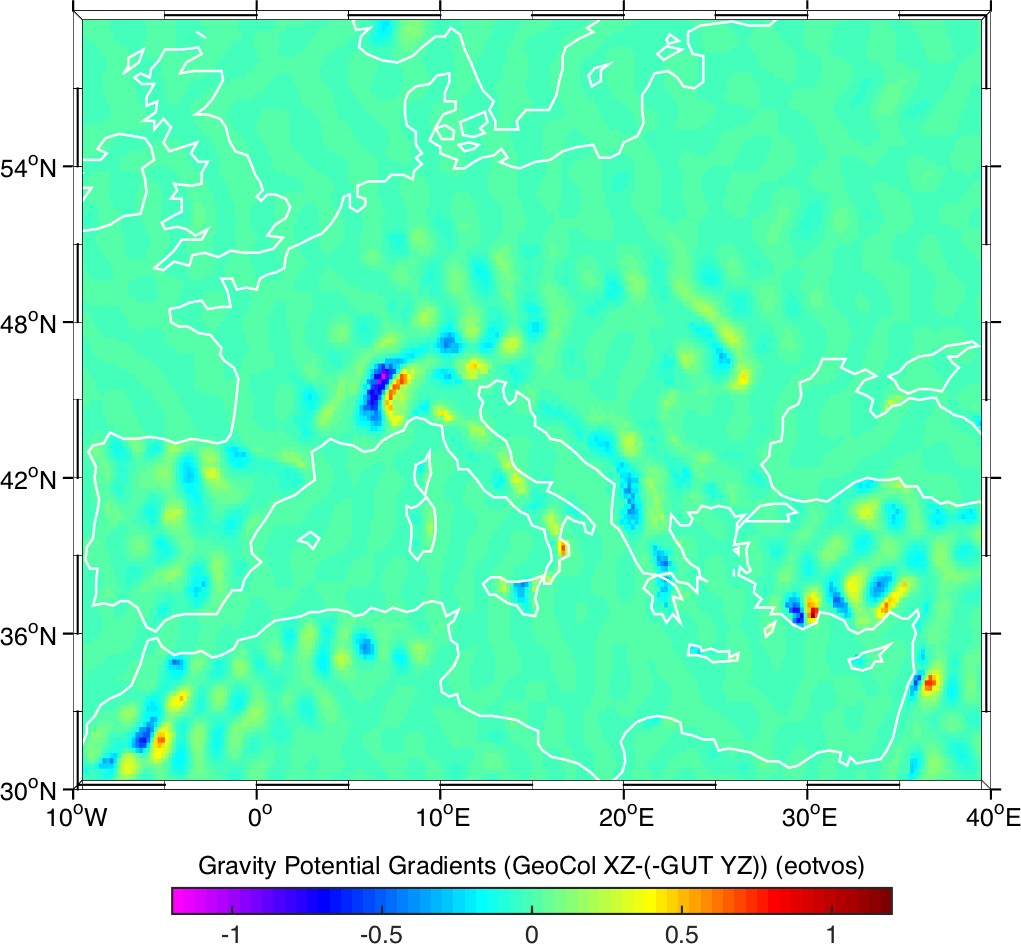 54°N
48°N
42°N
36°N
30°N
10°W 0° 10°E 20°E 30°E 40°E
Gravity Potential Gradients (GeoCol XZ-(-GUT YZ)) (eotvos)
-1 -0.5 0 0.5 1